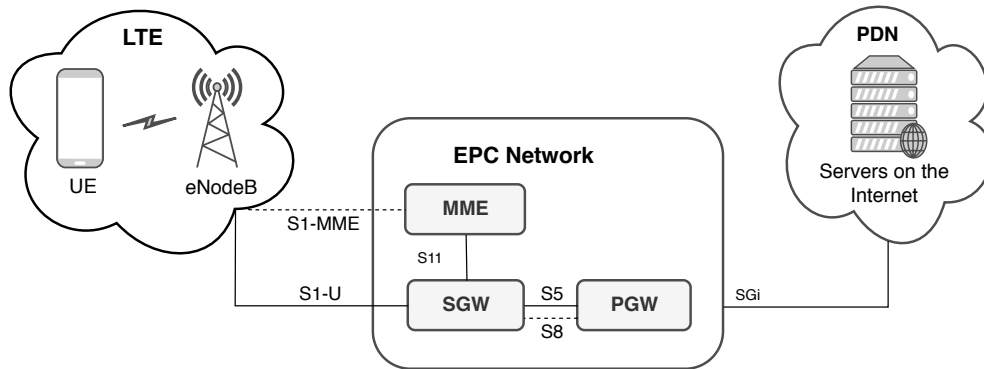 LTE
UE
eNodeB
PDN
Servers on the
Internet
EPC Network
MME
S1-MME
S11
S1-U
SGW
S5
S8
PGW
SGi